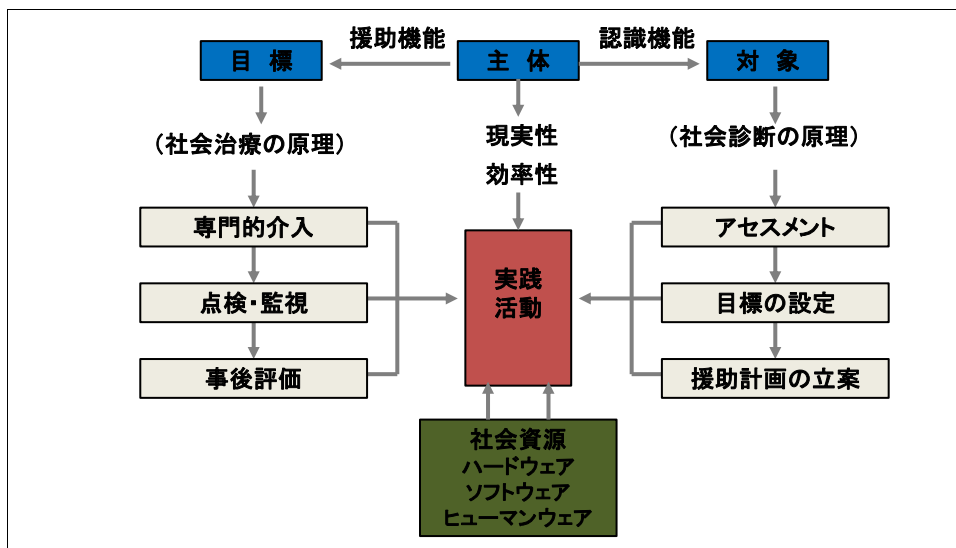 援助機能
認識機能
目　標
主　体
対　象
（社会治療の原理）
現実性
効率性
（社会診断の原理）
専門的介入
アセスメント
実践
活動
点検・監視
目標の設定
事後評価
援助計画の立案
社会資源
ハードウェア
ソフトウェア
ヒューマンウェア